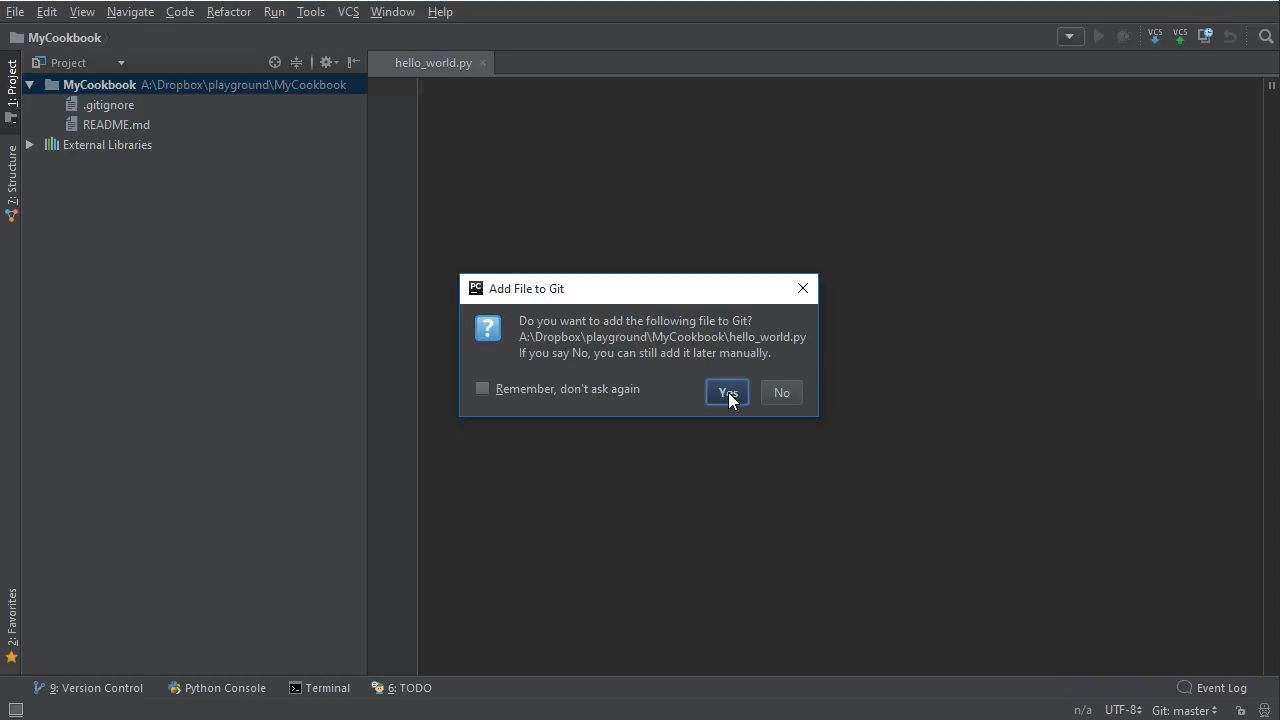 File Edit View Navigate Code Refactor Run Tools VCS Window Help
MyCookbook
VCS VCS
1: Project
Project
hello_world.py
MyCookbook A:\Dropbox\playground\MyCookbook
.gitignore
README.md
External Libraries
7: Structure
PC Add File to Git
Do you want to add the following file to Git?
A:\Dropbox\playground\MyCookbook\hello_world.py
If you say No, you can still add it later manually.
Remember, don't ask again
Yes No
2: Favorites
9: Version Control Python Console Terminal 6: TODO Event Log
n/a UTF-8 Git: master